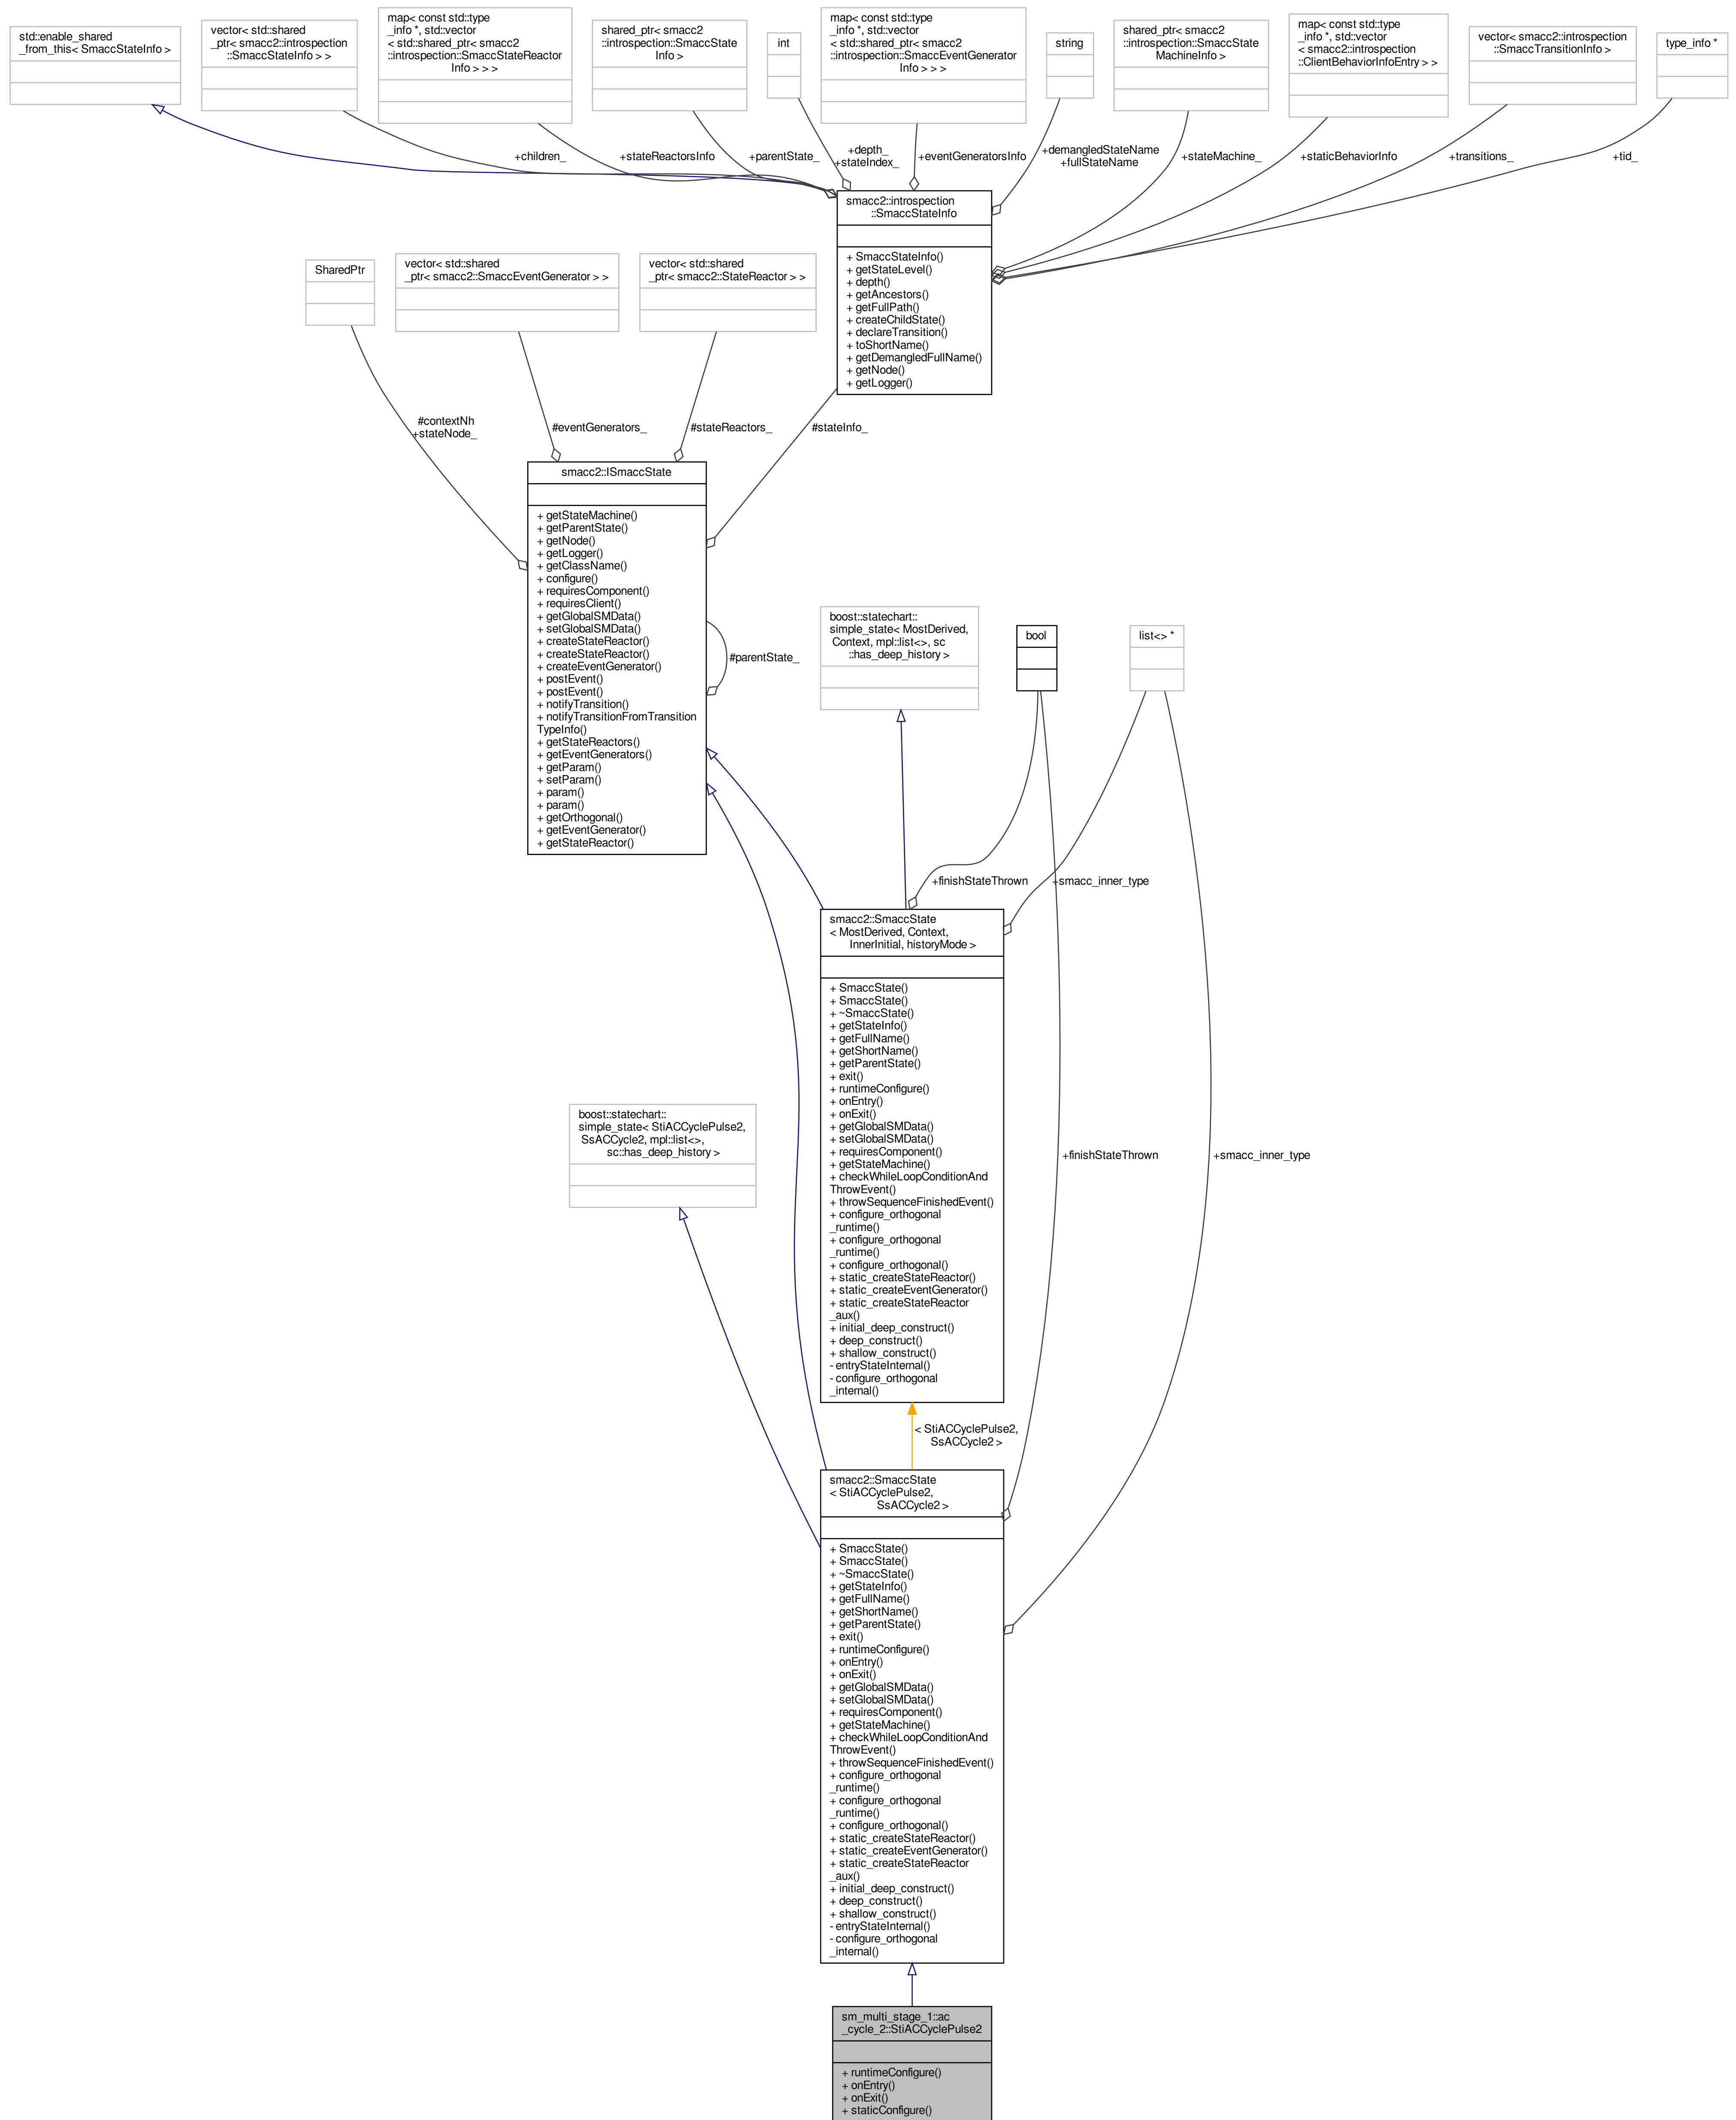 std::enable_shared
_from_this< SmaccStateInfo >
vector< std::shared
_ptr< smacc2::introspection
::SmaccStateInfo > >
map< const std::type
_info *, std::vector
< std::shared_ptr< smacc2
::introspection::SmaccStateReactor
Info > > >
shared_ptr< smacc2
::introspection::SmaccState
Info >
int
map< const std::type
_info *, std::vector
< std::shared_ptr< smacc2
::introspection::SmaccEventGenerator
Info > > >
string
shared_ptr< smacc2
::introspection::SmaccState
MachineInfo >
map< const std::type
_info *, std::vector
< smacc2::introspection
::ClientBehaviorInfoEntry > >
vector< smacc2::introspection
::SmaccTransitionInfo >
type_info *
+children_
+stateReactorsInfo
+parentState_
+depth_
+stateIndex_
+eventGeneratorsInfo
+demangledStateName
+fullStateName
+stateMachine_
+staticBehaviorInfo
+transitions_
+tid_
smacc2::introspection
::SmaccStateInfo
+ SmaccStateInfo()
+ getStateLevel()
+ depth()
+ getAncestors()
+ getFullPath()
+ createChildState()
+ declareTransition()
+ toShortName()
+ getDemangledFullName()
+ getNode()
+ getLogger()
SharedPtr
vector< std::shared
_ptr< smacc2::SmaccEventGenerator > >
vector< std::shared
_ptr< smacc2::StateReactor > >
#contextNh
+stateNode_
#eventGenerators_
#stateReactors_
#stateInfo_
smacc2::ISmaccState
+ getStateMachine()
+ getParentState()
+ getNode()
+ getLogger()
+ getClassName()
+ configure()
+ requiresComponent()
+ requiresClient()
+ getGlobalSMData()
+ setGlobalSMData()
+ createStateReactor()
+ createStateReactor()
+ createEventGenerator()
+ postEvent()
+ postEvent()
+ notifyTransition()
+ notifyTransitionFromTransition
TypeInfo()
+ getStateReactors()
+ getEventGenerators()
+ getParam()
+ setParam()
+ param()
+ param()
+ getOrthogonal()
+ getEventGenerator()
+ getStateReactor()
#parentState_
boost::statechart::
simple_state< MostDerived,
Context, mpl::list<>, sc
::has_deep_history >
bool
list<> *
+finishStateThrown
+smacc_inner_type
smacc2::SmaccState
< MostDerived, Context,
InnerInitial, historyMode >
+ SmaccState()
+ SmaccState()
+ ~SmaccState()
+ getStateInfo()
+ getFullName()
+ getShortName()
+ getParentState()
+ exit()
+ runtimeConfigure()
+ onEntry()
+ onExit()
+ getGlobalSMData()
+ setGlobalSMData()
+ requiresComponent()
+ getStateMachine()
+ checkWhileLoopConditionAnd
ThrowEvent()
+ throwSequenceFinishedEvent()
+ configure_orthogonal
_runtime()
+ configure_orthogonal
_runtime()
+ configure_orthogonal()
+ static_createStateReactor()
+ static_createEventGenerator()
+ static_createStateReactor
_aux()
+ initial_deep_construct()
+ deep_construct()
+ shallow_construct()
- entryStateInternal()
- configure_orthogonal
_internal()
boost::statechart::
simple_state< StiACCyclePulse2,
SsACCycle2, mpl::list<>,
sc::has_deep_history >
+finishStateThrown
+smacc_inner_type
< StiACCyclePulse2,
SsACCycle2 >
smacc2::SmaccState
< StiACCyclePulse2,
SsACCycle2 >
+ SmaccState()
+ SmaccState()
+ ~SmaccState()
+ getStateInfo()
+ getFullName()
+ getShortName()
+ getParentState()
+ exit()
+ runtimeConfigure()
+ onEntry()
+ onExit()
+ getGlobalSMData()
+ setGlobalSMData()
+ requiresComponent()
+ getStateMachine()
+ checkWhileLoopConditionAnd
ThrowEvent()
+ throwSequenceFinishedEvent()
+ configure_orthogonal
_runtime()
+ configure_orthogonal
_runtime()
+ configure_orthogonal()
+ static_createStateReactor()
+ static_createEventGenerator()
+ static_createStateReactor
_aux()
+ initial_deep_construct()
+ deep_construct()
+ shallow_construct()
- entryStateInternal()
- configure_orthogonal
_internal()
sm_multi_stage_1::ac
_cycle_2::StiACCyclePulse2
+ runtimeConfigure()
+ onEntry()
+ onExit()
+ staticConfigure()